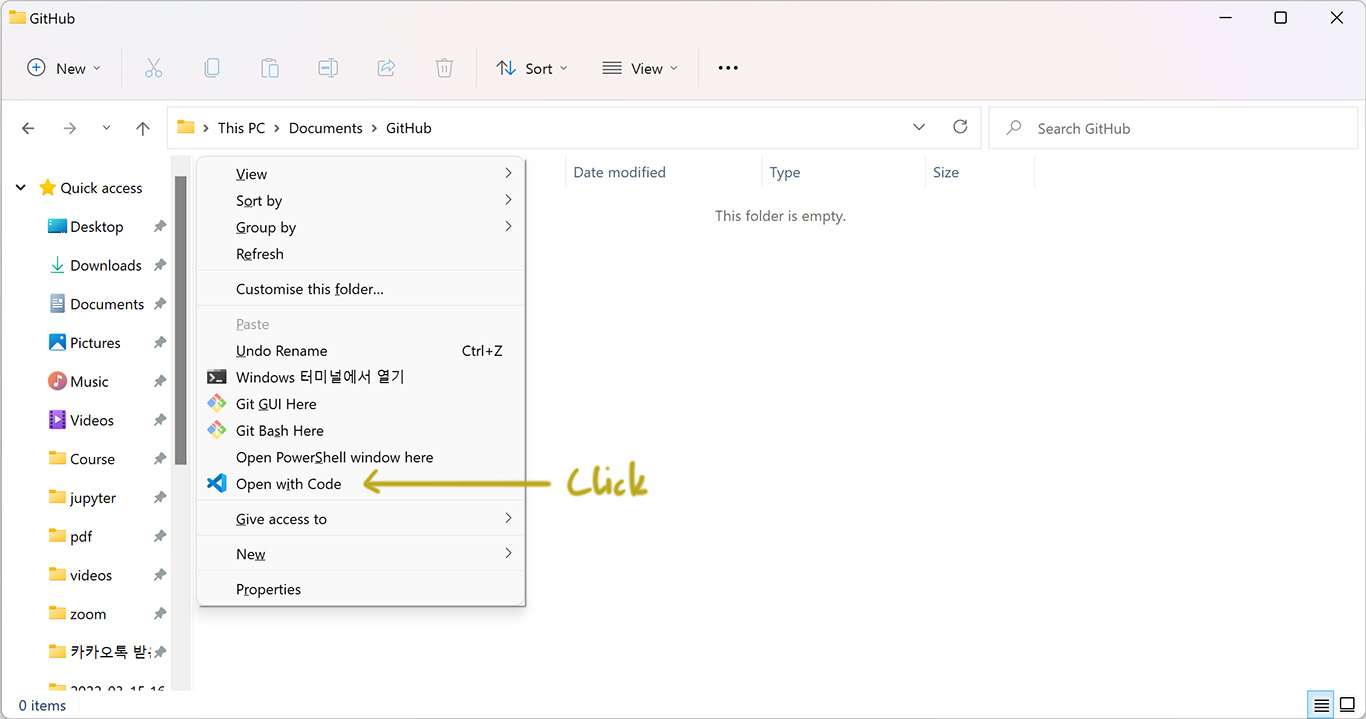 GitHub
New
Sort
View
This PC
Documents
GitHub
Search GitHub
Quick access
Desktop
Downloads
Documents
Pictures
Music
Videos
Course
jupyter
pdf
videos
zoom
카카오톡 받은
View
Sort by
Group by
Refresh
Customise this folder...
Paste
Undo Rename Ctrl+Z
Windows 터미널에서 열기
Git GUI Here
Git Bash Here
Open PowerShell window here
Open with Code
Click
Give access to
New
Properties
Date modified
Type
Size
This folder is empty.
0 items